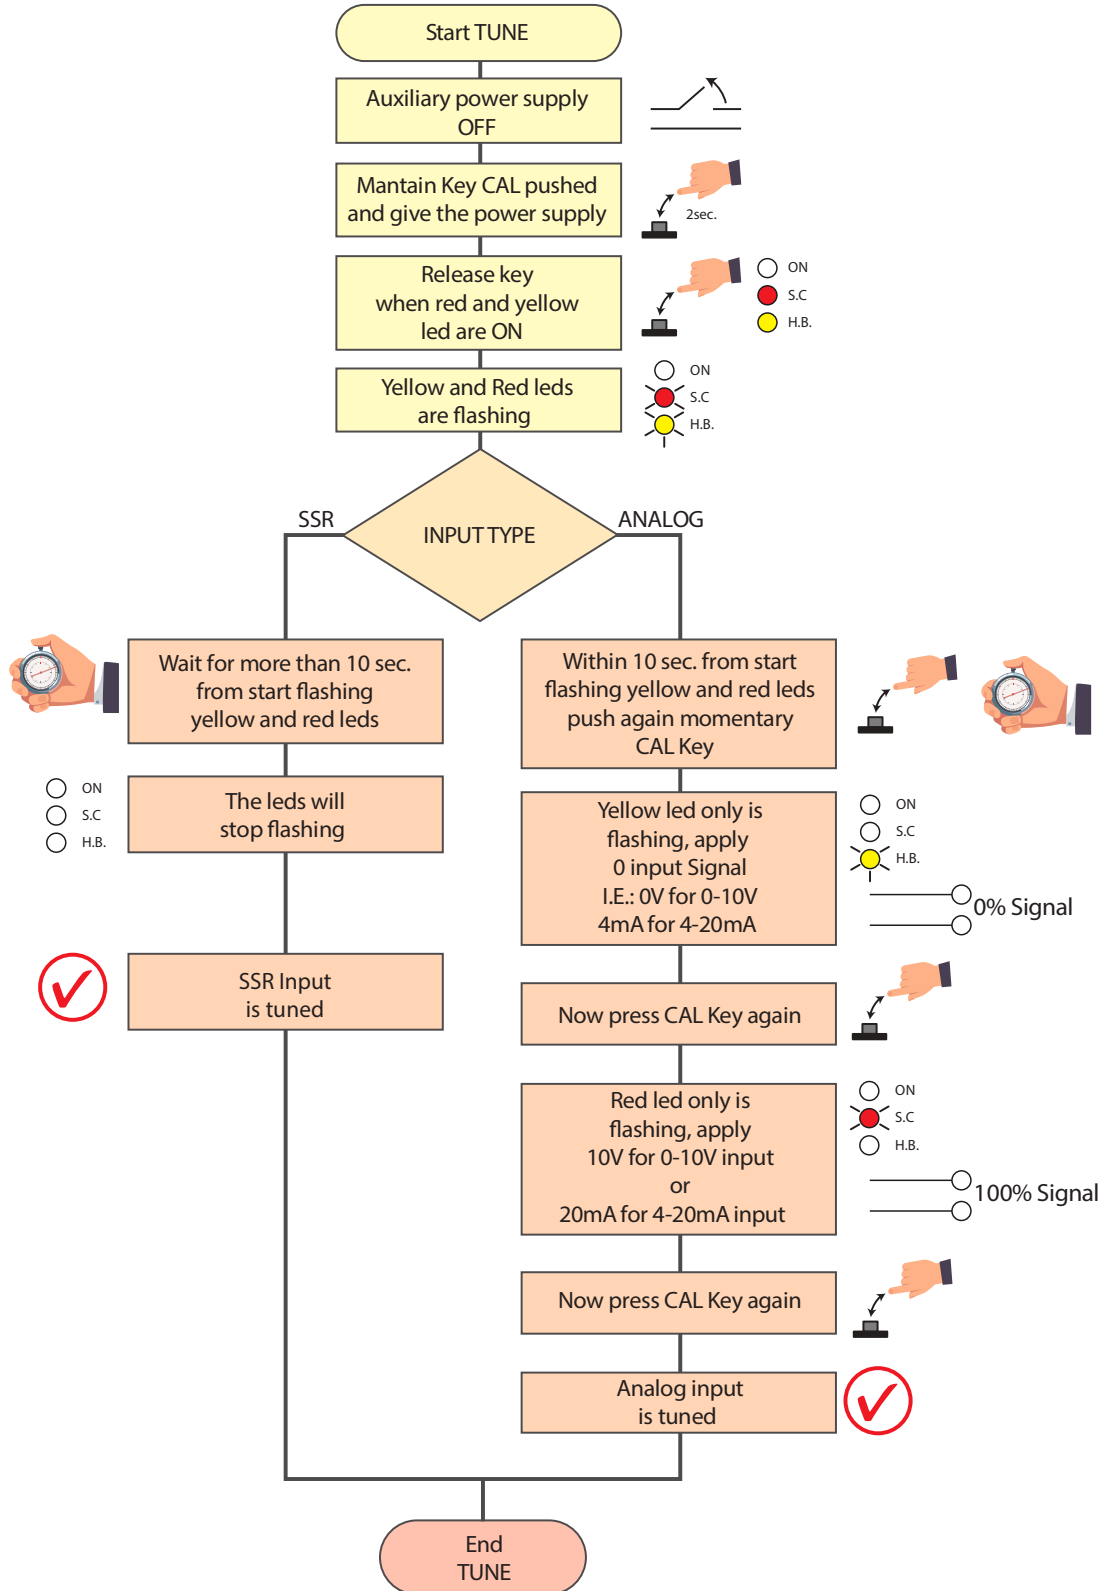 Start TUNE
Auxiliary power supply
OFF
Mantain Key CAL pushed
and give the power supply
2sec.
Release key
when red and yellow
led are ON
ON
S.C
H.B.
Yellow and Red leds
are flashing
ON
S.C
H.B.
INPUT TYPE
SSR
ANALOG
Wait for more than 10 sec.
from start flashing
yellow and red leds
The leds will
stop flashing
ON
S.C
H.B.
SSR Input
is tuned
Within 10 sec. from start
flashing yellow and red leds
push again momentary
CAL Key
Yellow led only is
flashing, apply
0 input Signal
I.E.: 0V for 0-10V
4mA for 4-20mA
ON
S.C
H.B.
0% Signal
Now press CAL Key again
Red led only is
flashing, apply
10V for 0-10V input
or
20mA for 4-20mA input
ON
S.C
H.B.
100% Signal
Now press CAL Key again
Analog input
is tuned
End
TUNE